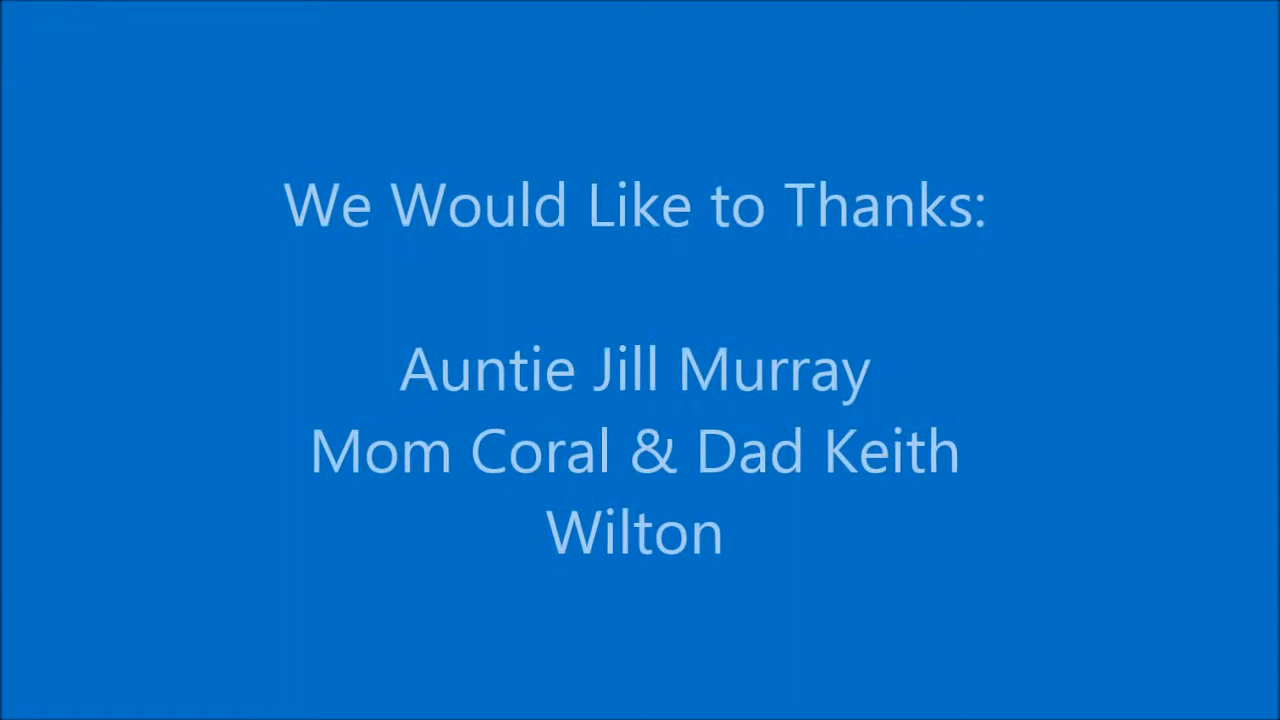 We Would Like to Thanks:
Auntie Jill Murray
Mom Coral & Dad Keith
Wilton